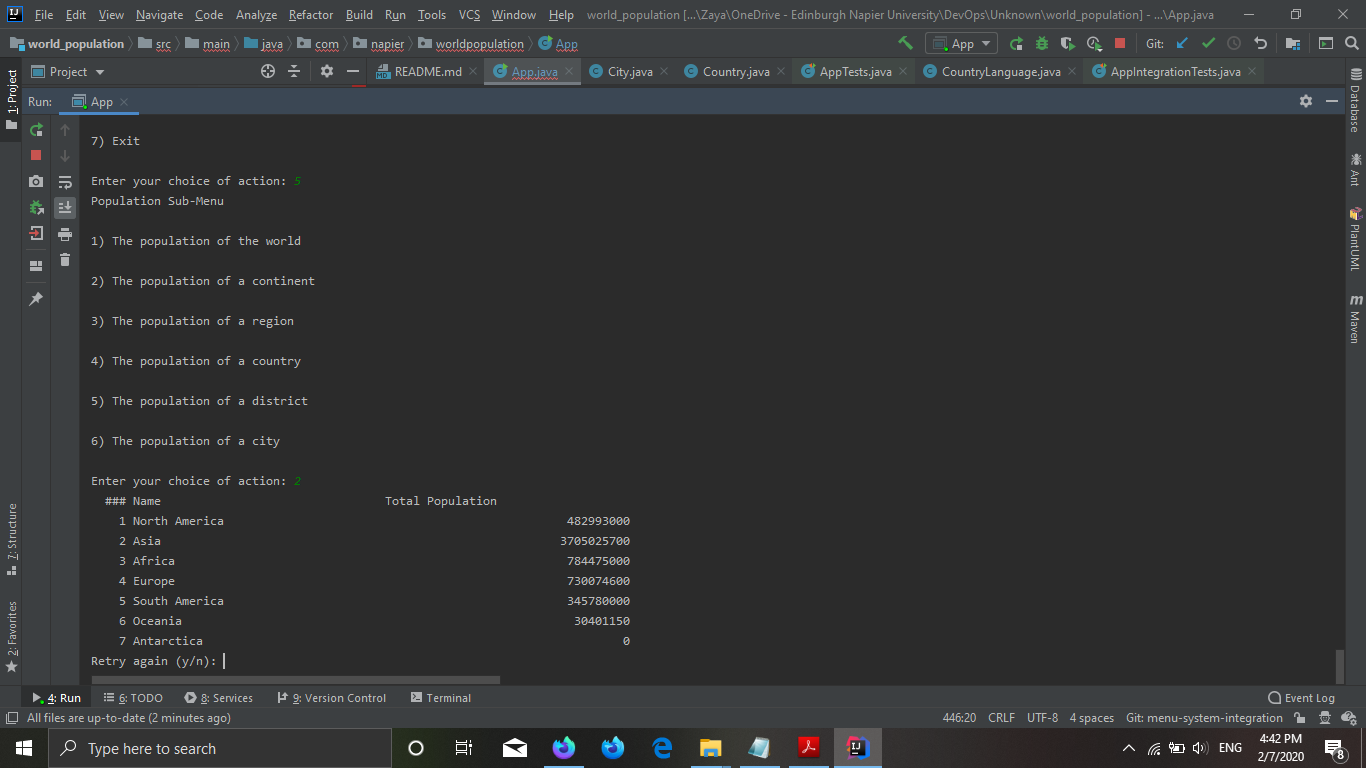 File Edit View Navigate Code Analyze Refactor Build Run Tools VCS Window Help world_population [...\Zaya\OneDrive - Edinburgh Napier University\DevOps\Unknown\world_population] - ...\App.java
world_population src main java com napier worldpopulation App App Git:
1: Project
Project README.md App.java City.java Country.java AppTests.java CountryLanguage.java AppIntegrationTests.java
Run: App
Database
Ant
PlantUML
Maven
7) Exit
Enter your choice of action: 5
Population Sub-Menu
1) The population of the world
2) The population of a continent
3) The population of a region
4) The population of a country
5) The population of a district
6) The population of a city
Enter your choice of action: 2
### Name Total Population
1 North America 482993000
2 Asia 3705025700
3 Africa 784475000
4 Europe 730074600
5 South America 345780000
6 Oceania 30401150
7 Antarctica 0
Retry again (y/n):
7: Structure
2: Favorites
4: Run 6: TODO 8: Services 9: Version Control Terminal Event Log
All files are up-to-date (2 minutes ago) 446:20 CRLF UTF-8 4 spaces Git: menu-system-integration
Type here to search ENG 4:42 PM
2/7/2020 8